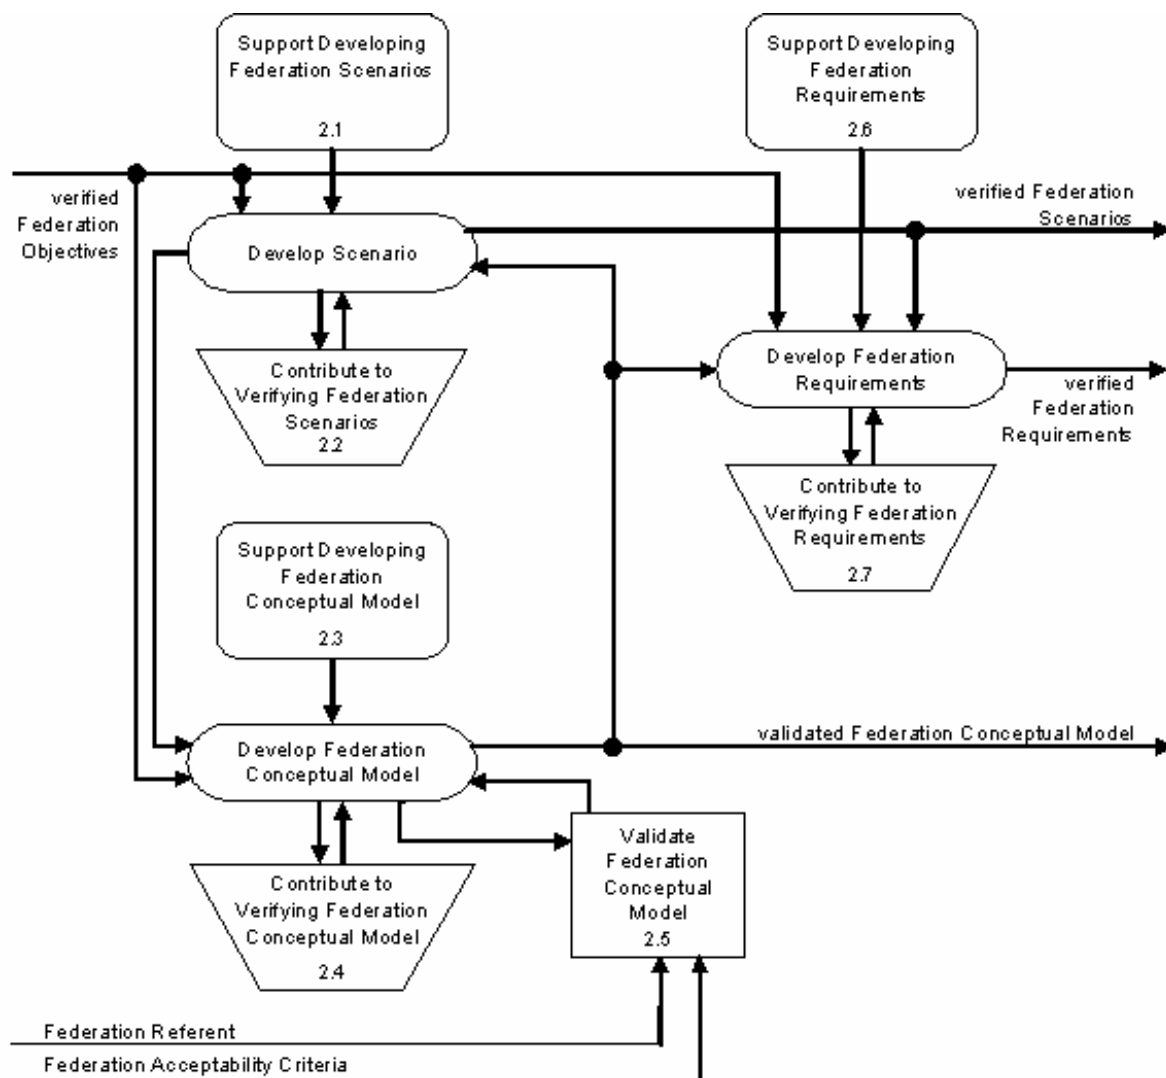 Support Developing
Federation Scenarios
2.1
Support Developing
Federation
Requirements
2.6
verified
Federation
Objectives
verified Federation
Scenarios
Develop Scenario
Contribute to
Verifying Federation
Scenarios
2.2
Develop Federation
Requirements
verified
Federation
Requirements
Contribute to
Verifying Federation
Requirements
2.7
Support Developing
Federation
Conceptual Model
2.3
Develop Federation
Conceptual Model
validated Federation Conceptual Model
Validate
Federation
Conceptual
Model
2.5
Contribute to
Verifying Federation
Conceptual Model
2.4
Federation Referent
Federation Acceptability Criteria